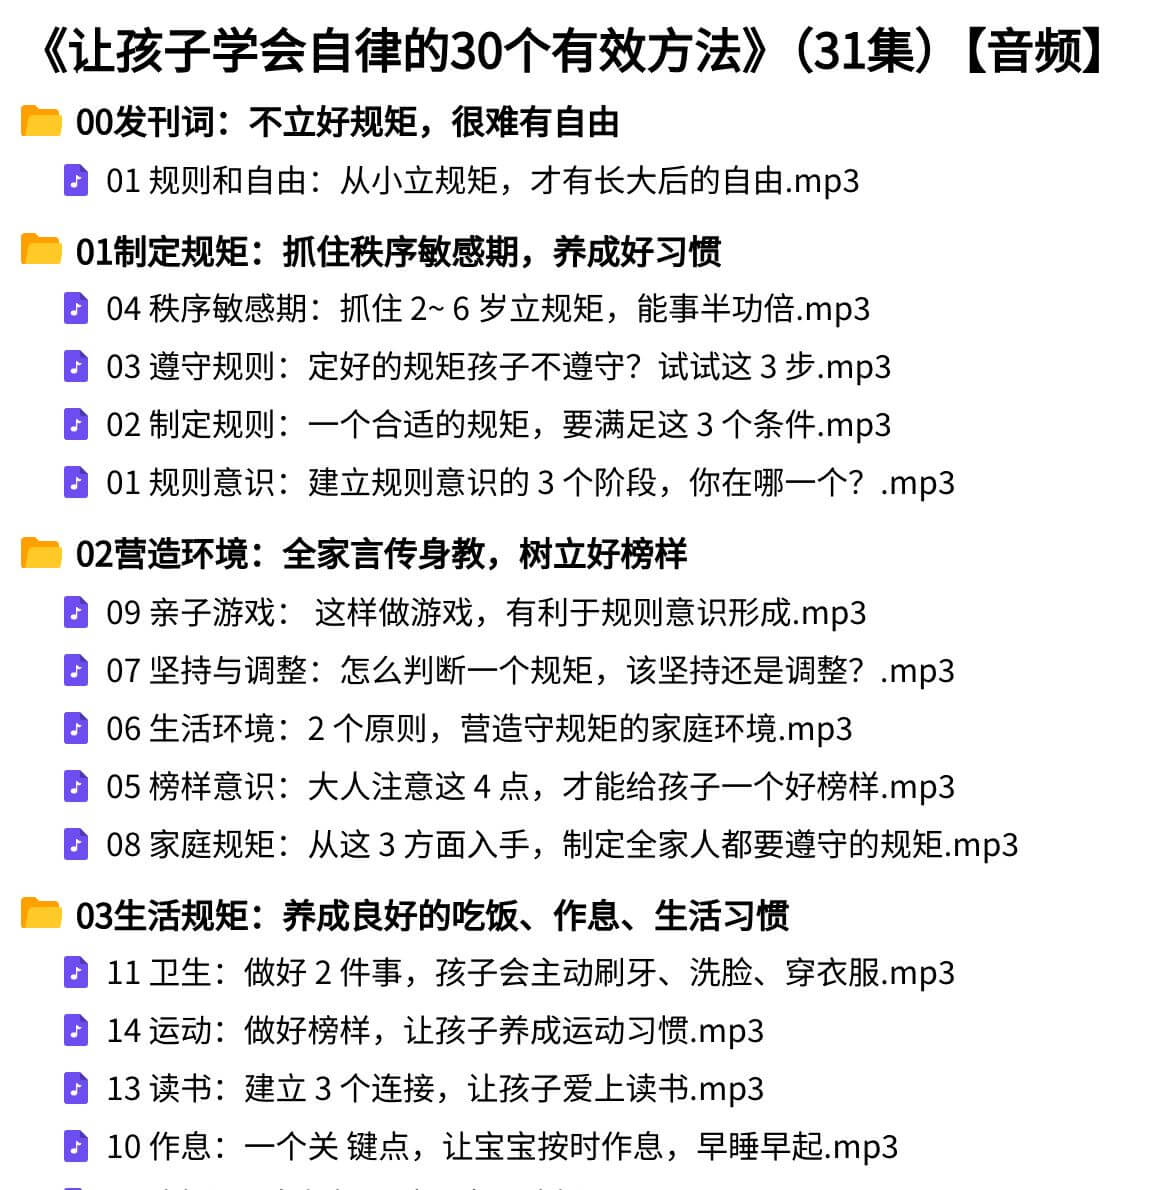 《让孩子学会自律的30个有效方法》（31集）【音频】
00发刊词：不立好规矩，很难有自由
01 规则和自由：从小立规矩，才有长大后的自由.mp3
01制定规矩：抓住秩序敏感期，养成好习惯
04 秩序敏感期：抓住 2~ 6 岁立规矩，能事半功倍.mp3
03 遵守规则：定好的规矩孩子不遵守？试试这 3 步.mp3
02 制定规则：一个合适的规矩，要满足这 3 个条件.mp3
01 规则意识：建立规则意识的 3 个阶段，你在哪一个？.mp3
02营造环境：全家言传身教，树立好榜样
09 亲子游戏： 这样做游戏，有利于规则意识形成.mp3
07 坚持与调整：怎么判断一个规矩，该坚持还是调整？.mp3
06 生活环境：2 个原则，营造守规矩的家庭环境.mp3
05 榜样意识：大人注意这 4 点，才能给孩子一个好榜样.mp3
08 家庭规矩：从这 3 方面入手，制定全家人都要遵守的规矩.mp3
03生活规矩：养成良好的吃饭、作息、生活习惯
11 卫生：做好 2 件事，孩子会主动刷牙、洗脸、穿衣服.mp3
14 运动：做好榜样，让孩子养成运动习惯.mp3
13 读书：建立 3 个连接，让孩子爱上读书.mp3
10 作息：一个关 键点，让宝宝按时作息，早睡早起.mp3